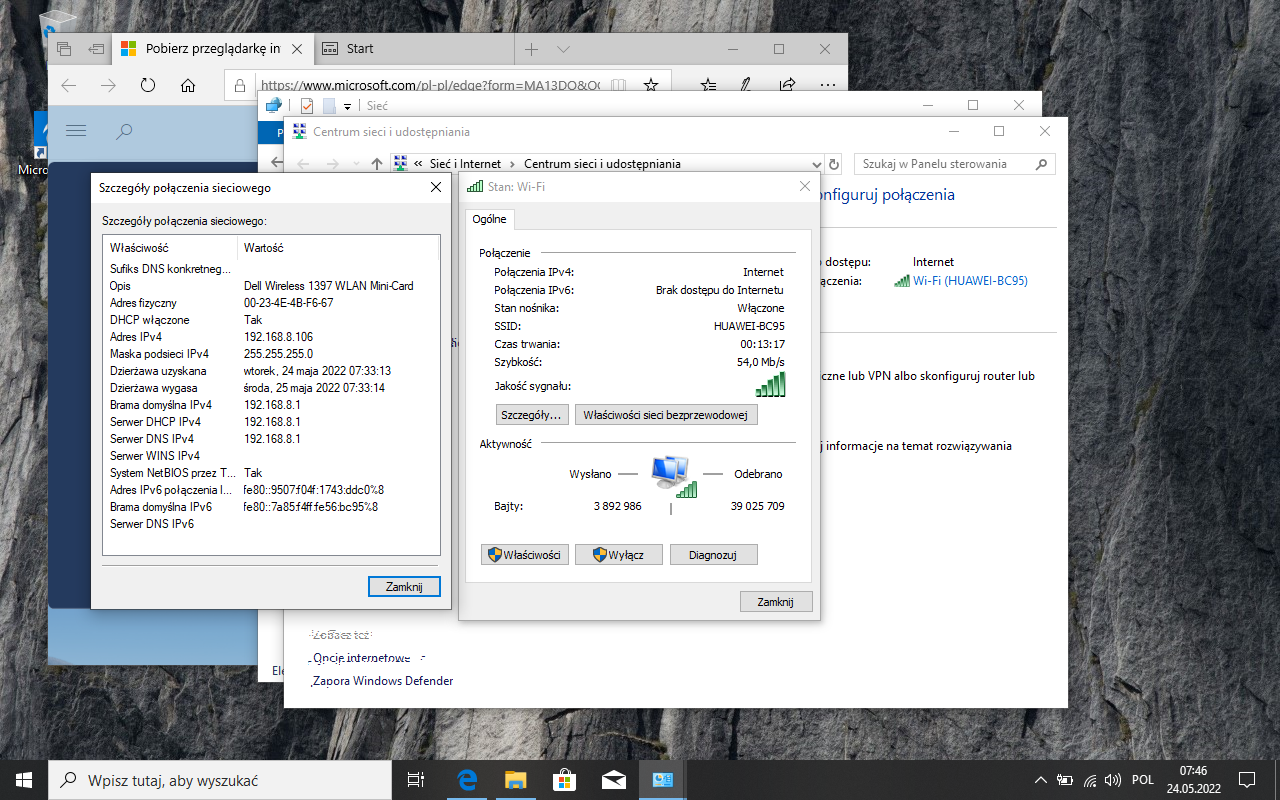 Pobierz przeglądarkę in
Start
https://www.microsoft.com/pl-pl/edge?form=MA13DO&OC
Sieć
Centrum sieci i udostępniania
P
Micro
« Sieć i Internet > Centrum sieci i udostępniania
Szukaj w Panelu sterowania
Szczegóły połączenia sieciowego
Szczegóły połączenia sieciowego:
Właściwość Wartość
Sufiks DNS konkretneg...
Opis Dell Wireless 1397 WLAN Mini-Card
Adres fizyczny 00-23-4E-4B-F6-67
DHCP włączone Tak
Adres IPv4 192.168.8.106
Maska podsieci IPv4 255.255.255.0
Dzierżawa uzyskana wtorek, 24 maja 2022 07:33:13
Dzierżawa wygasa środa, 25 maja 2022 07:33:14
Brama domyślna IPv4 192.168.8.1
Serwer DHCP IPv4 192.168.8.1
Serwer DNS IPv4 192.168.8.1
Serwer WINS IPv4
System NetBIOS przez T... Tak
Adres IPv6 połączenia l... fe80::9507:f04f:1743:ddc0%8
Brama domyślna IPv6 fe80::7a85:f4ff:fe56:bc95%8
Serwer DNS IPv6
Zamknij
Stan: Wi-Fi
Ogólne
Połączenie
Połączenia IPv4: Internet
Połączenia IPv6: Brak dostępu do Internetu
Stan nośnika: Włączone
SSID: HUAWEI-BC95
Czas trwania: 00:13:17
Szybkość: 54,0 Mb/s
Jakość sygnału:
Szczegóły... Właściwości sieci bezprzewodowej
Aktywność
Wysłano Odebrano
Bajty: 3 892 986 39 025 709
Właściwości Wyłącz Diagnozuj
Zamknij
onfiguruj połączenia
dostępu: Internet
ączenia: Wi-Fi (HUAWEI-BC95)
iczne lub VPN albo skonfiguruj router lub
j informacje na temat rozwiązywania
Zobacz też
Opcje internetowe
Zapora Windows Defender
Ele
Wpisz tutaj, aby wyszukać
POL
07:46
24.05.2022